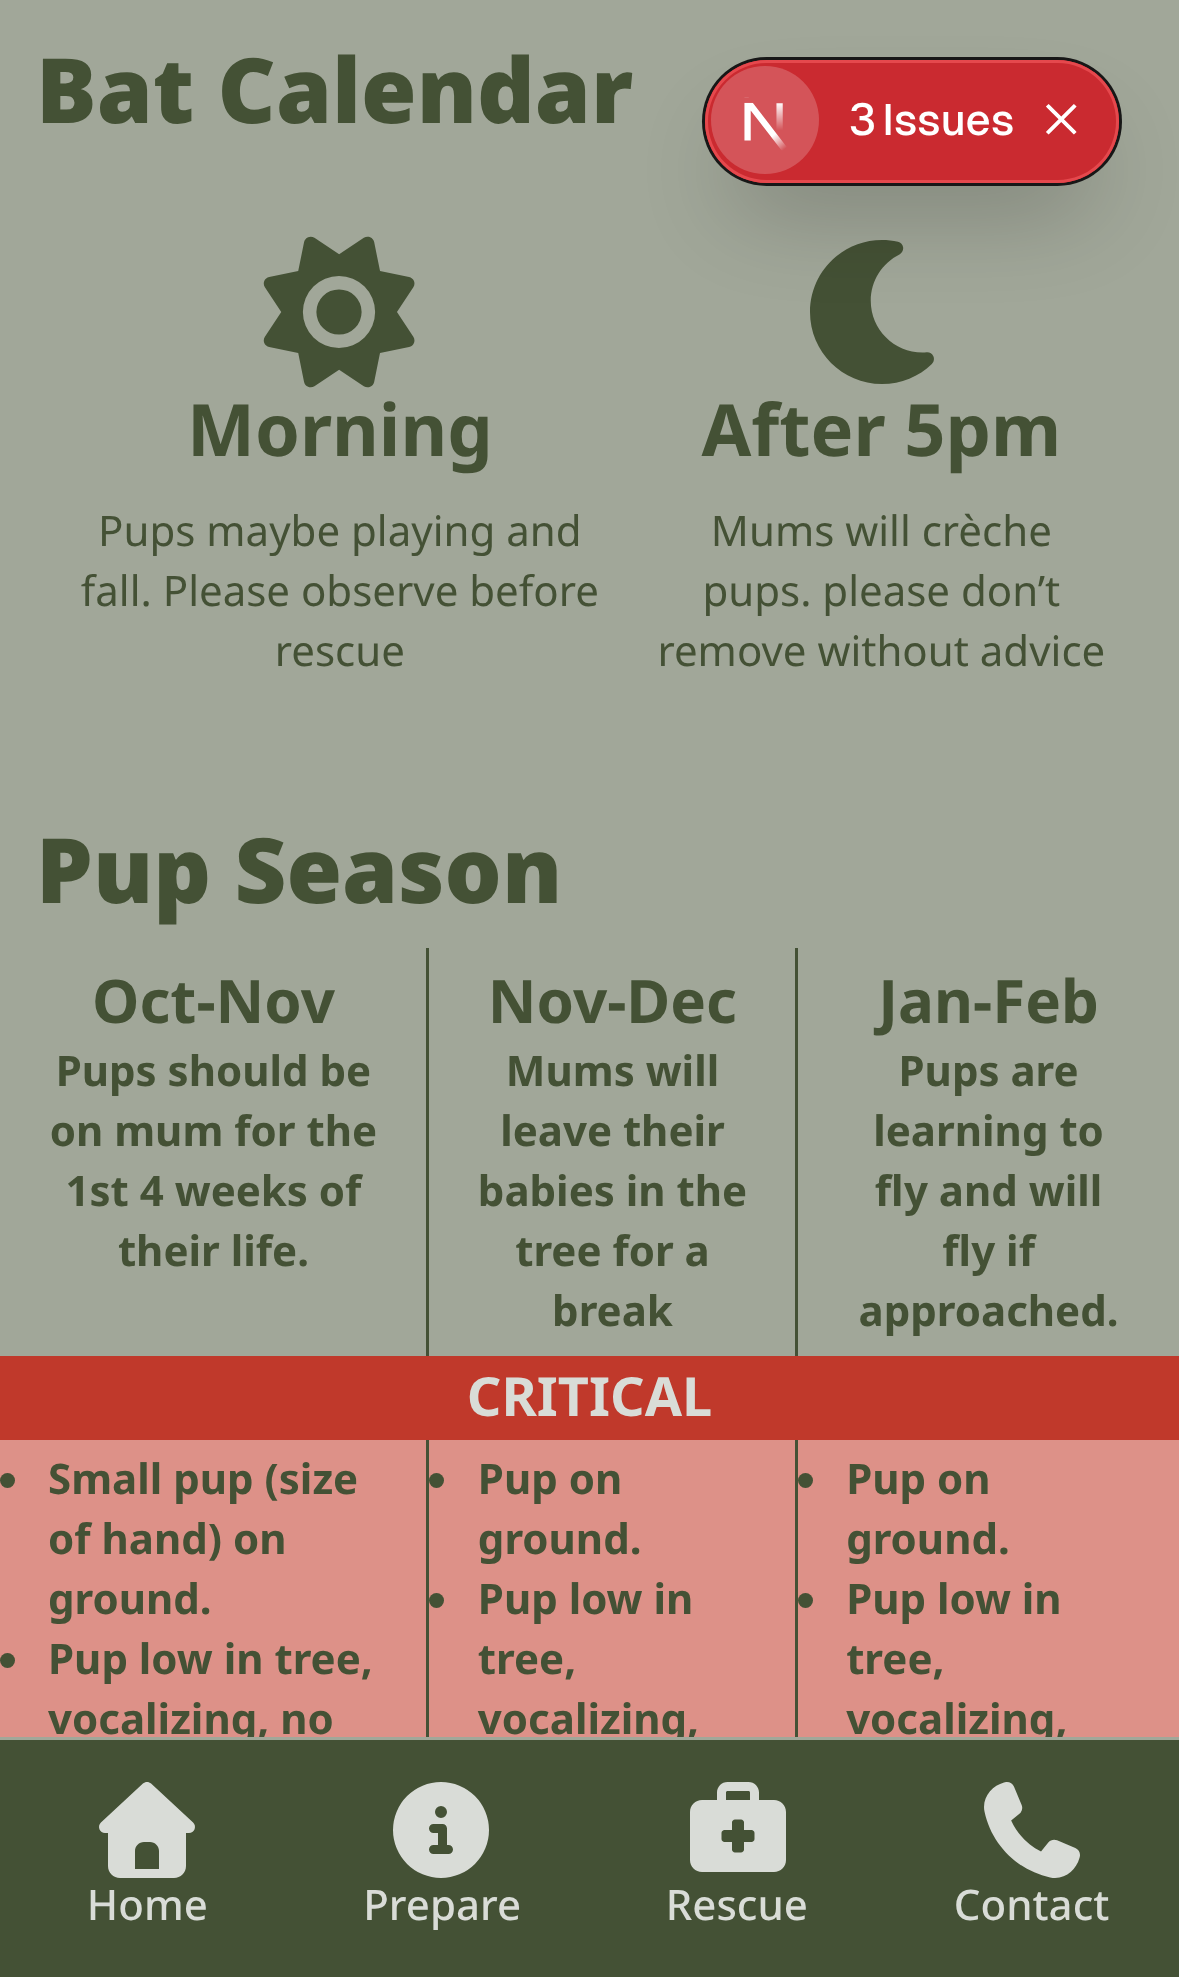 Bat Calendar
N 3 Issues
Morning
Pups maybe playing and
fall. Please observe before
rescue
After 5pm
Mums will crèche
pups. please don’t
remove without advice
Pup Season
Oct-Nov
Pups should be
on mum for the
1st 4 weeks of
their life.
Nov-Dec
Mums will
leave their
babies in the
tree for a
break
Jan-Feb
Pups are
learning to
fly and will
fly if
approached.
CRITICAL
• Small pup (size
of hand) on
ground.
• Pup low in tree,
vocalizing, no
• Pup on
ground.
• Pup low in
tree,
vocalizing,
• Pup on
ground.
• Pup low in
tree,
vocalizing,
Home
Prepare
Rescue
Contact